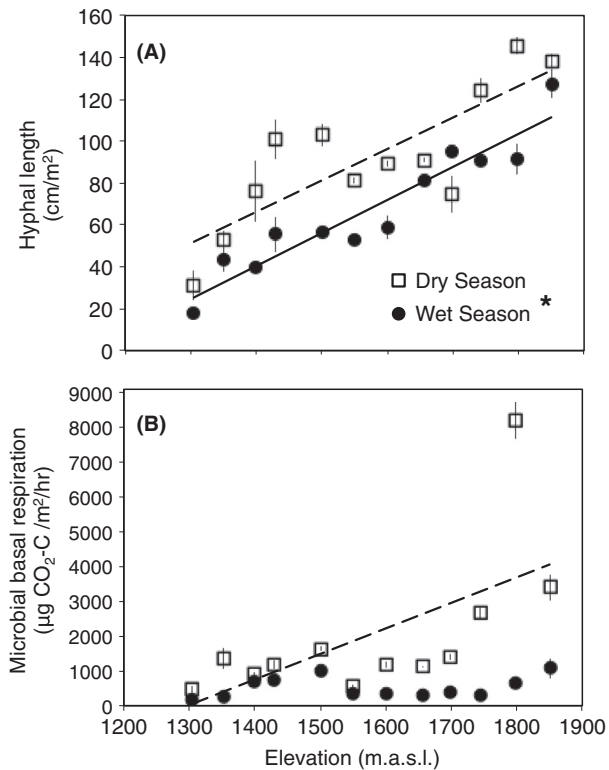 (A)
Hyphal length
(cm/m²)
160
140
120
100
80
60
40
20
0
Dry Season
Wet Season *
(B)
Microbial basal respiration
(µg CO₂-C /m²/hr)
9000
8000
7000
6000
5000
4000
3000
2000
1000
0
1200 1300 1400 1500 1600 1700 1800 1900
Elevation (m.a.s.l.)